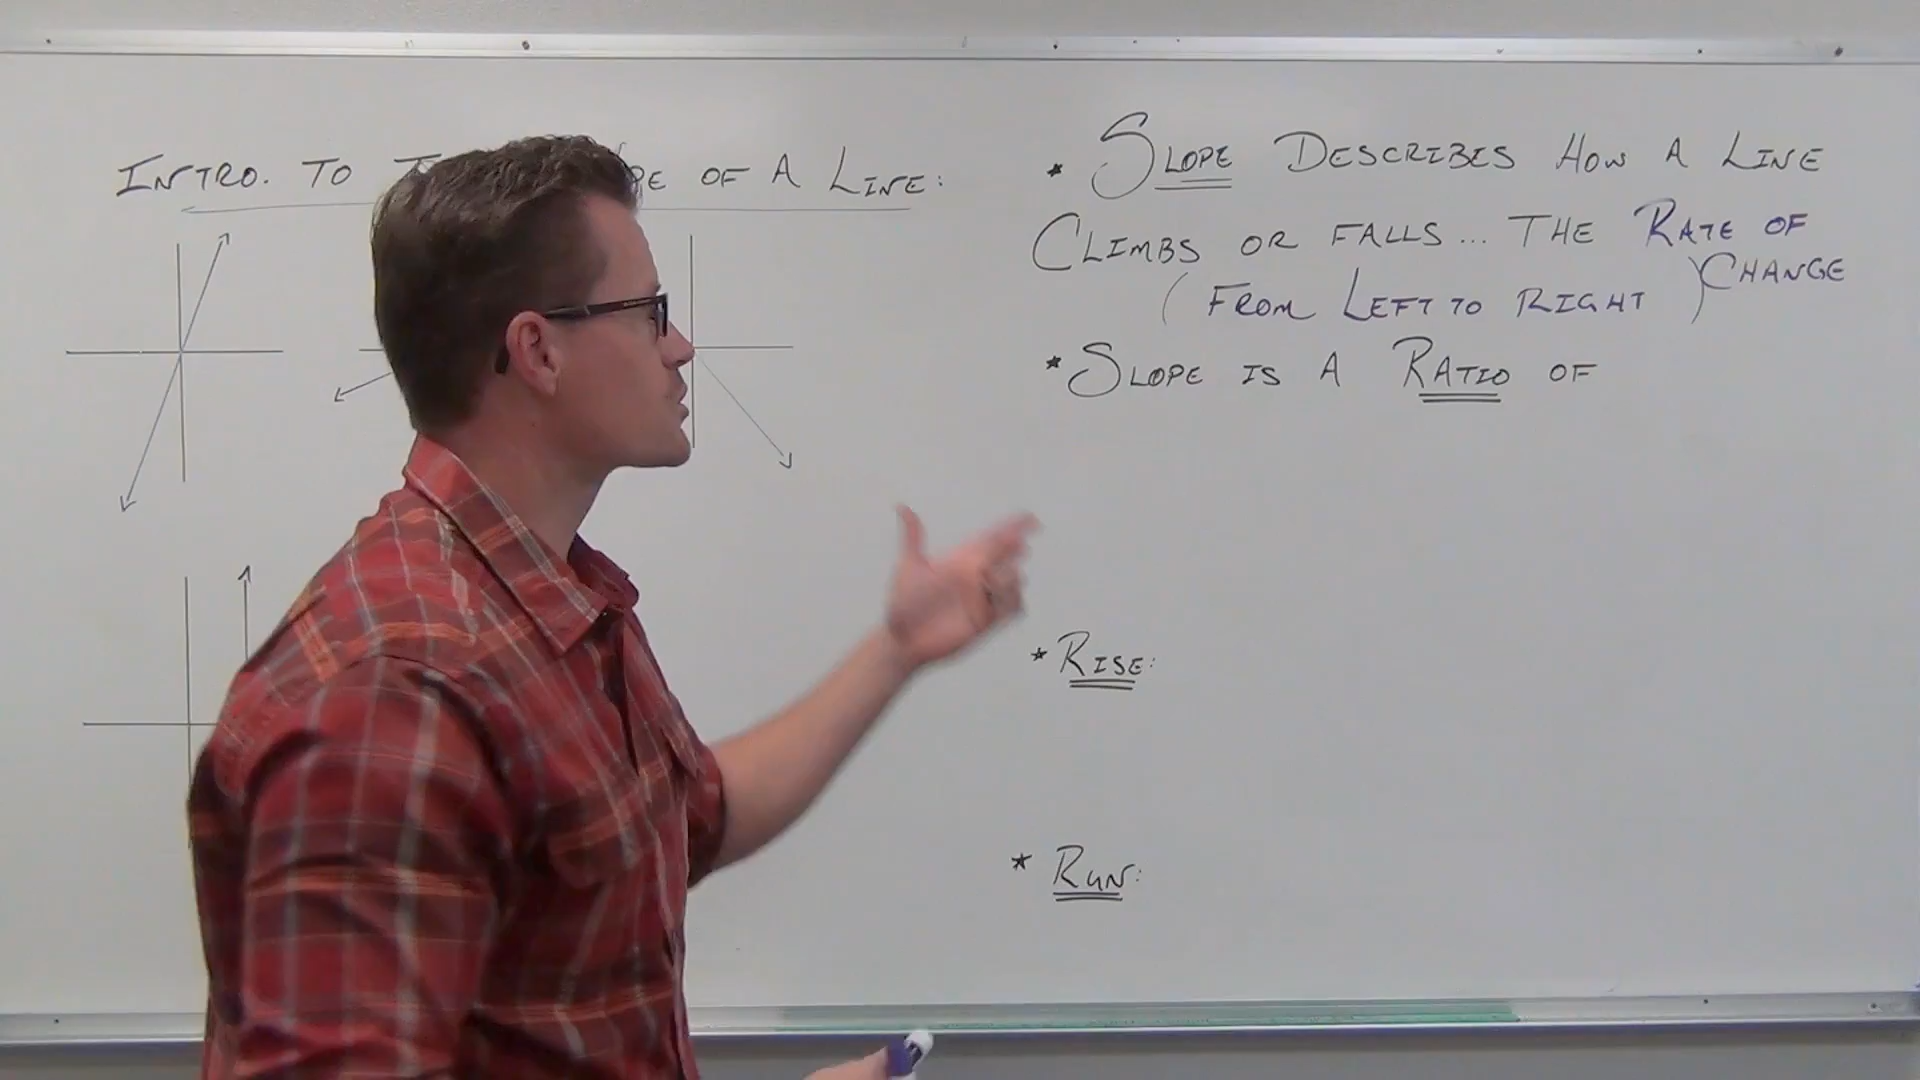 INTRO. TO OF A LINE:
* SLOPE DESCRIBES HOW A LINE
CLIMBS OR FALLS... THE RATE OF
CHANGE
( FROM LEFT TO RIGHT )
* SLOPE IS A RATIO OF
* RISE:
* RUN: